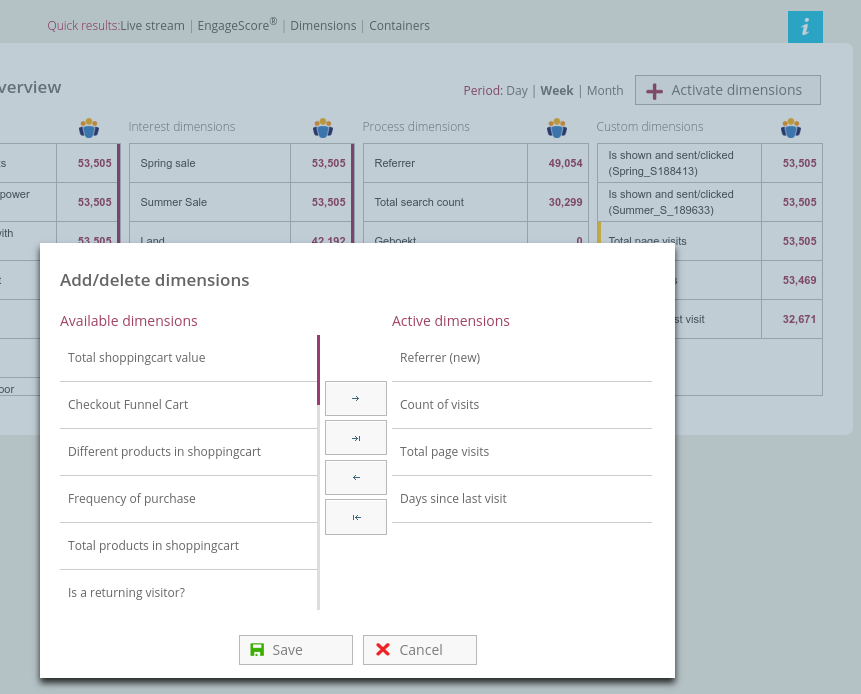 Quick results:Live stream | EngageScore® | Dimensions | Containers
i
verview
Period: Day | Week | Month
Activate dimensions
Interest dimensions
Process dimensions
Custom dimensions
ts 53,505 Spring sale 53,505 Referrer 49,054 Is shown and sent/clicked (Spring_S188413) 53,505
power 53,505 Summer Sale 53,505 Total search count 30,299 Is shown and sent/clicked (Summer_S_189633) 53,505
with 53,505 Land 42,192 Geboekt 0 Total page visits 53,505
t s 53,469
st visit 32,671
oor
Add/delete dimensions
Available dimensions
Total shoppingcart value
Checkout Funnel Cart
Different products in shoppingcart
Frequency of purchase
Total products in shoppingcart
Is a returning visitor?
Active dimensions
Referrer (new)
Count of visits
Total page visits
Days since last visit
Save
Cancel